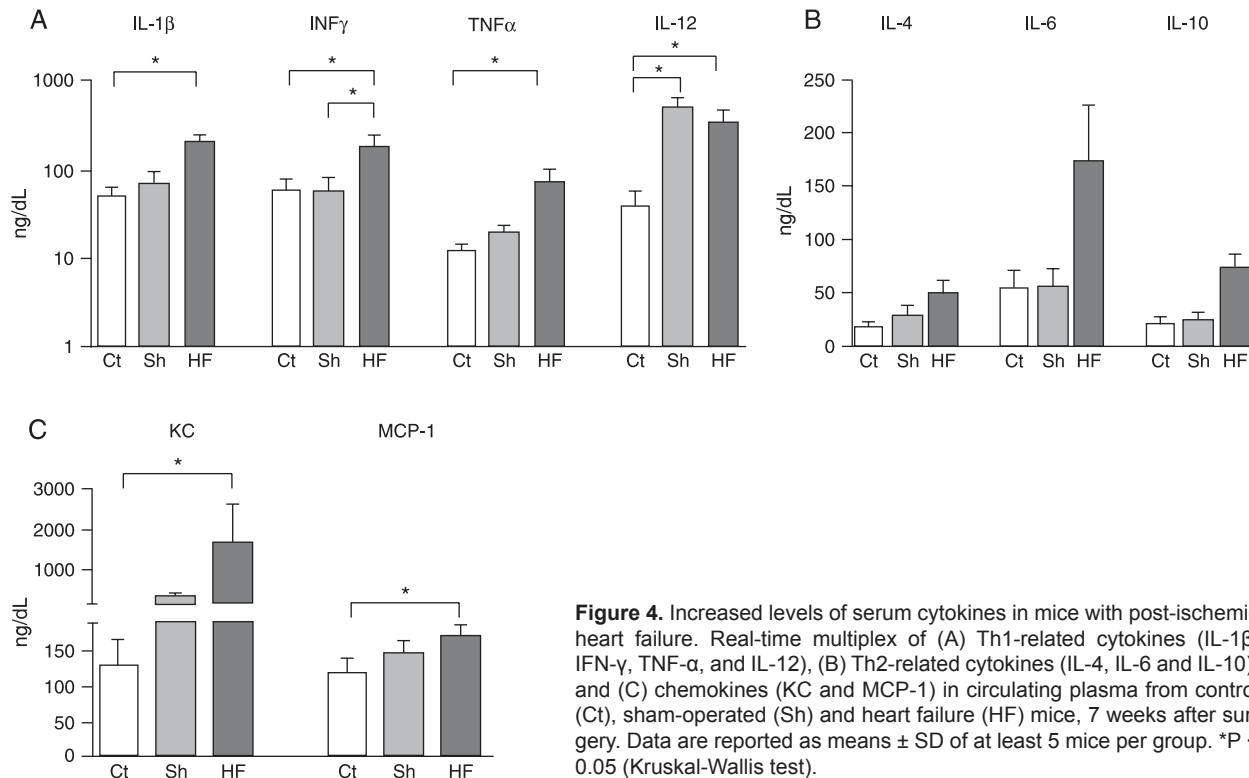 A
IL-1β INFγ TNFα IL-12
* * * * * *
ng/dL
1000
100
10
1
Ct Sh HF Ct Sh HF Ct Sh HF Ct Sh HF
B
IL-4 IL-6 IL-10
ng/dL
250
200
150
100
50
0
Ct Sh HF Ct Sh HF Ct Sh HF
C
KC MCP-1
* *
ng/dL
3000
2000
1000
150
100
50
0
Ct Sh HF Ct Sh HF
Figure 4. Increased levels of serum cytokines in mice with post-ischemi
heart failure. Real-time multiplex of (A) Th1-related cytokines (IL-1β
IFN-γ, TNF-α, and IL-12), (B) Th2-related cytokines (IL-4, IL-6 and IL-10)
and (C) chemokines (KC and MCP-1) in circulating plasma from contro
(Ct), sham-operated (Sh) and heart failure (HF) mice, 7 weeks after sur
gery. Data are reported as means ± SD of at least 5 mice per group. *P
0.05 (Kruskal-Wallis test).